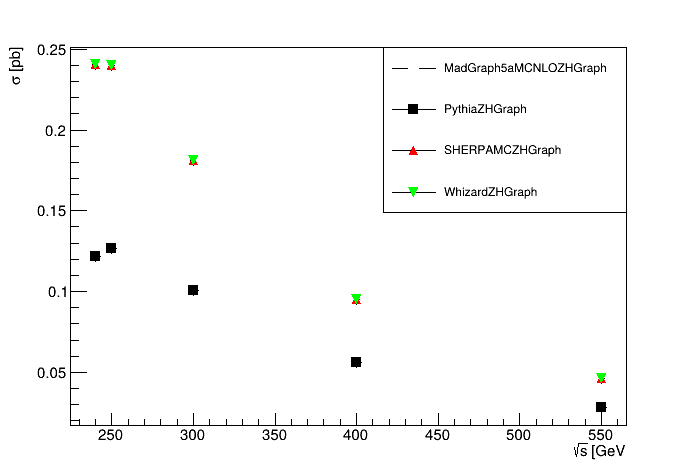 σ [pb]
0.25
0.2
0.15
0.1
0.05
MadGraph5aMCNLOZHGraph
PythiaZHGraph
SHERPAMCZHGraph
WhizardZHGraph
250 300 350 400 450 500 550
√s [GeV